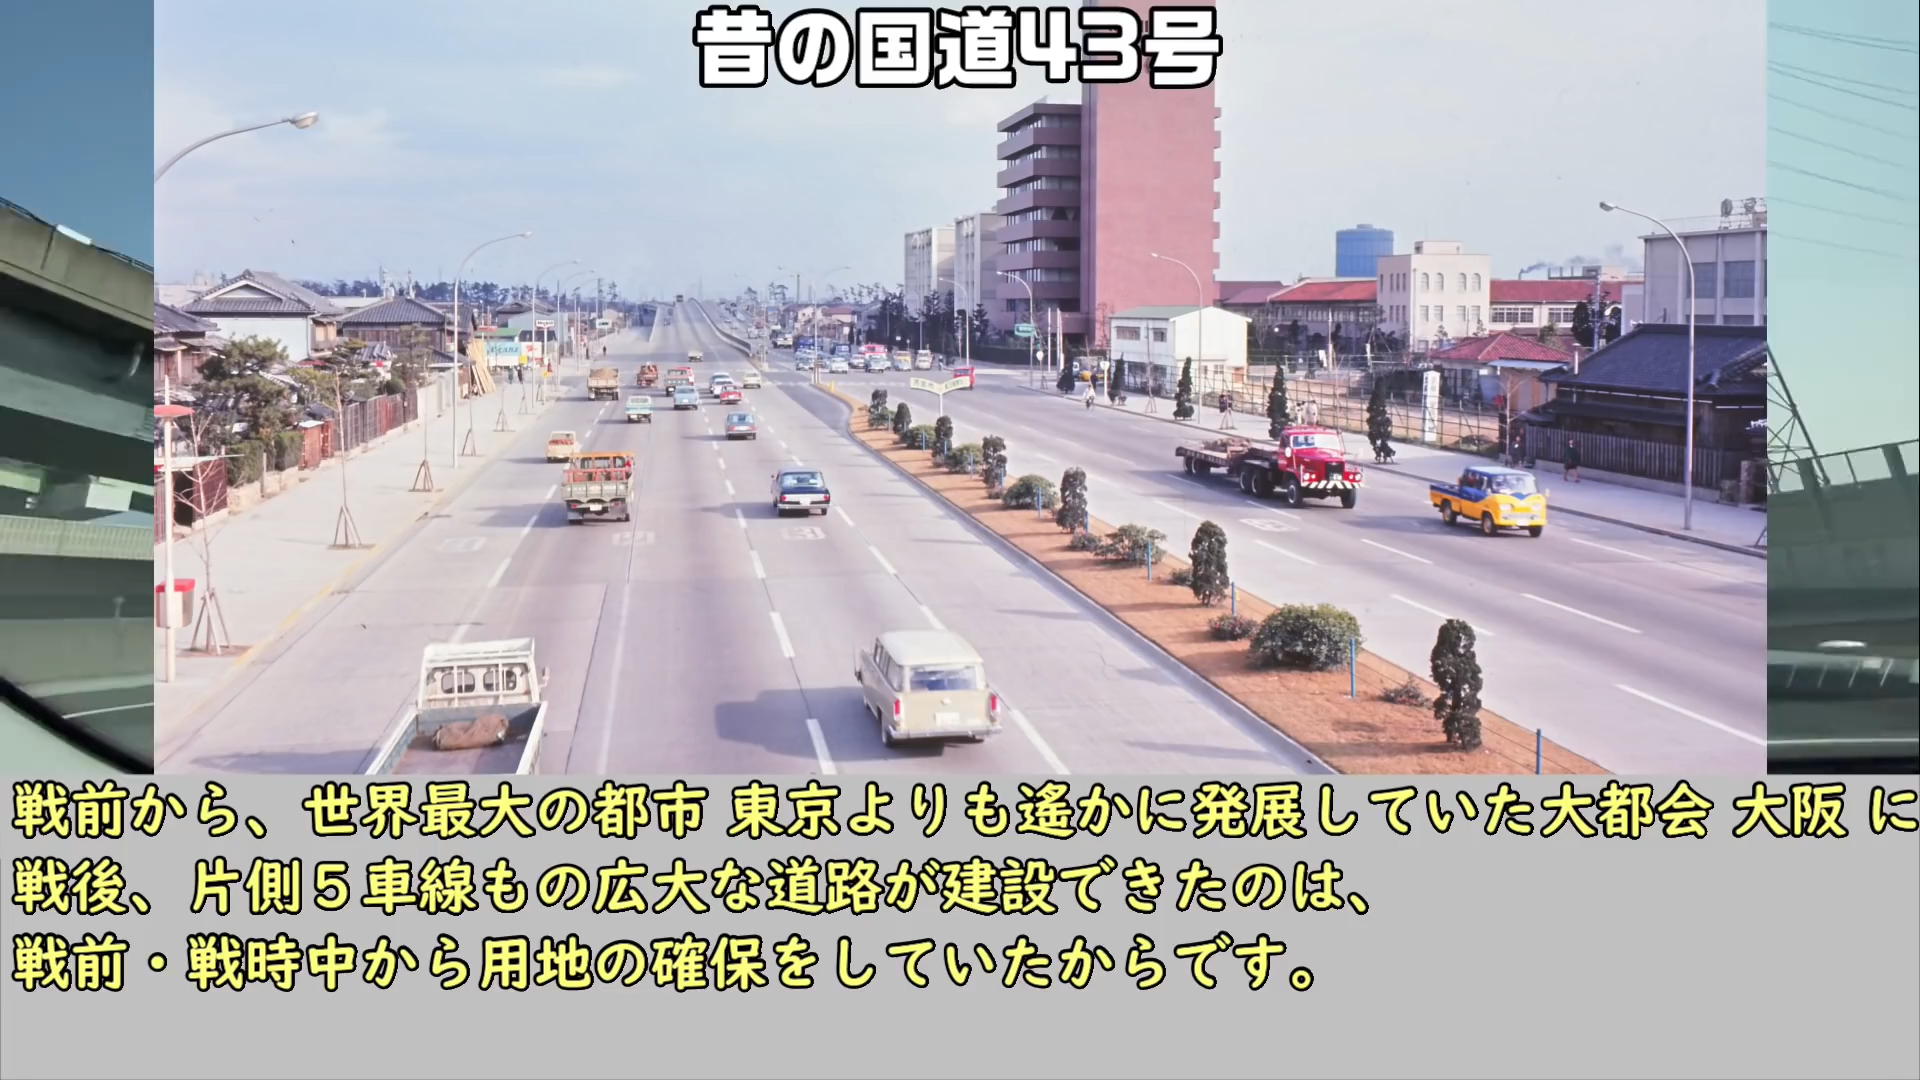 昔の国道43号
戦前から、世界最大の都市 東京よりも遙かに発展していた大都会 大阪 に
戦後、片側５車線もの広大な道路が建設できたのは、
戦前・戦時中から用地の確保をしていたからです。